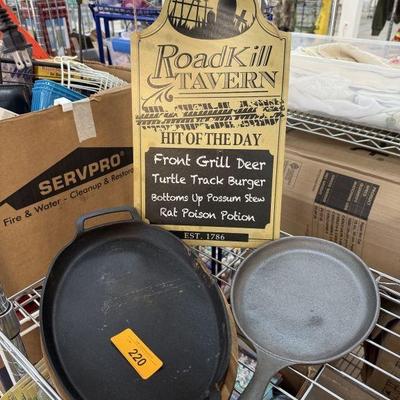 RoadKill
TAVERN
HIT OF THE DAY
Front Grill Deer
Turtle Track Burger
Bottoms Up Possum Stew
Rat Poison Potion
EST. 1786
SERVPRO
Fire & Water - Cleanup & Restora
220